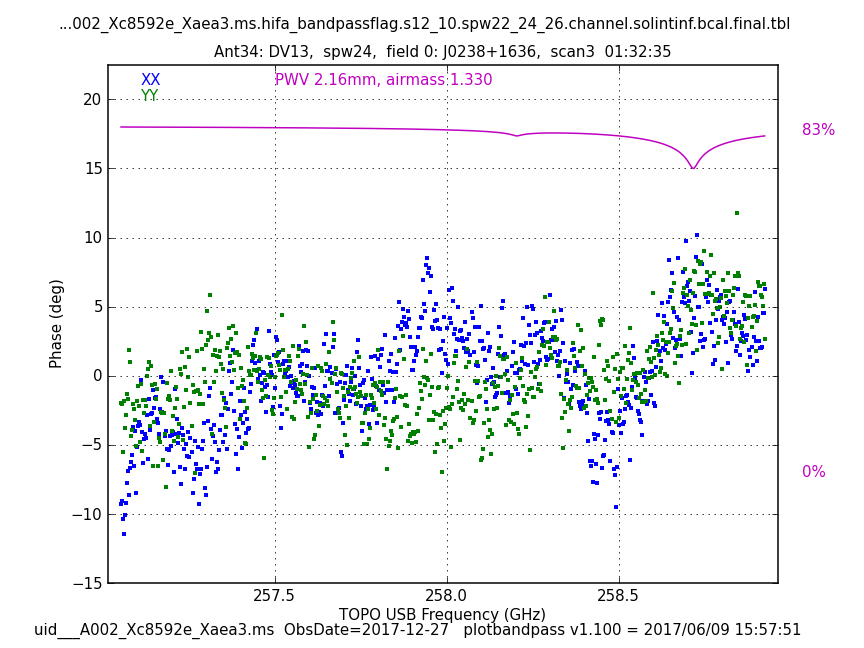 ...002_Xc8592e_Xaea3.ms.hifa_bandpassflag.s12_10.spw22_24_26.channel.solintinf.bcal.final.tbl
Ant34: DV13, spw24, field 0: J0238+1636, scan3 01:32:35
XX
PWV 2.16mm, airmass 1.330
YY
20
83%
15
10
5
Phase (deg)
0
−5
0%
−10
−15
257.5
258.0
258.5
TOPO USB Frequency (GHz)
uid___A002_Xc8592e_Xaea3.ms ObsDate=2017-12-27 plotbandpass v1.100 = 2017/06/09 15:57:51